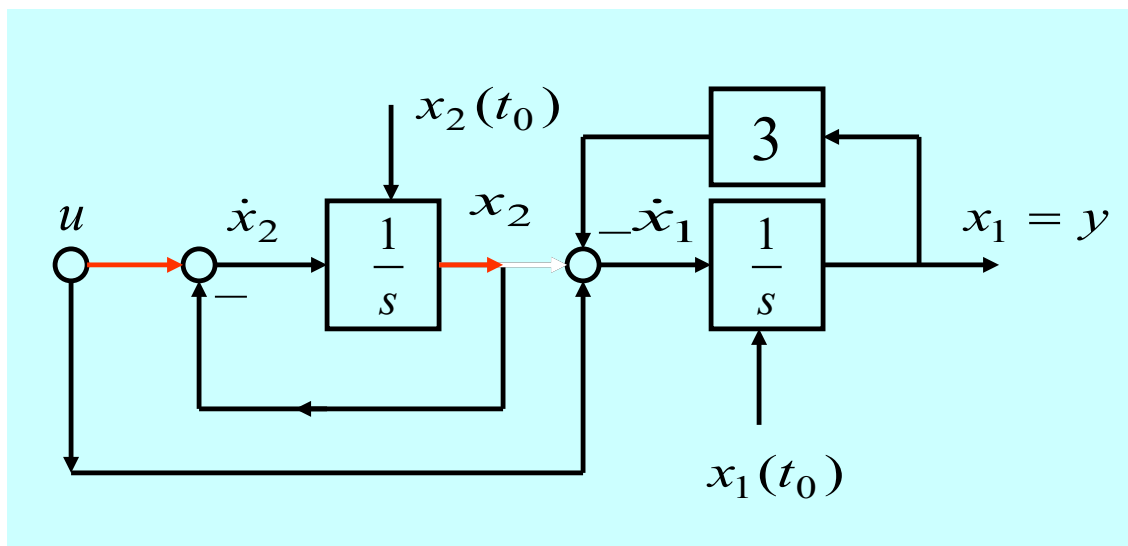 x₂(t₀)
3
u
ẋ₂
1
s
x₂
ẋ₁
1
s
x₁ = y
−
−
x₁(t₀)